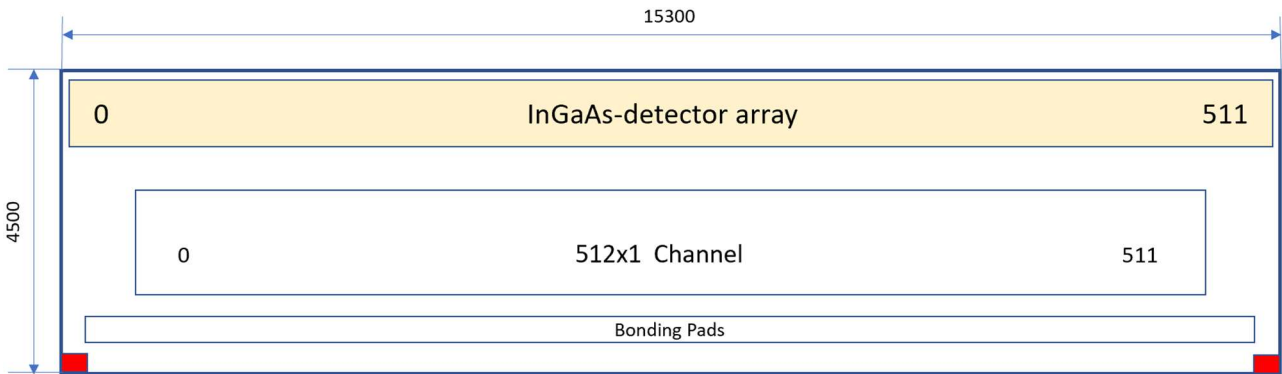 15300
0 InGaAs-detector array 511
4500
0 512x1 Channel 511
Bonding Pads